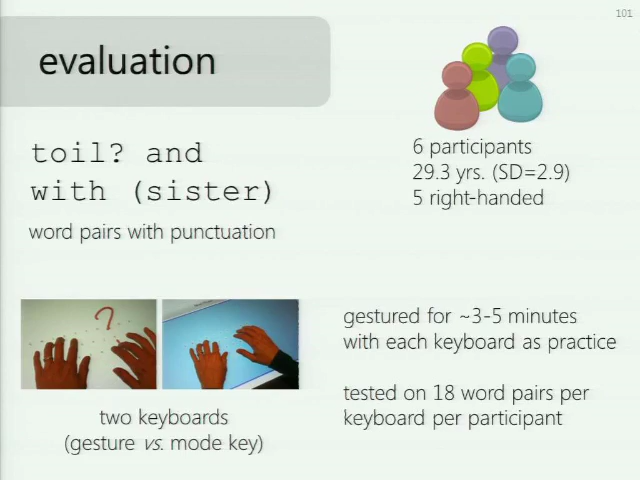 101
evaluation
toil? and
with (sister)
word pairs with punctuation
6 participants
29.3 yrs. (SD=2.9)
5 right-handed
?
two keyboards
(gesture vs. mode key)
gestured for ~3-5 minutes
with each keyboard as practice
tested on 18 word pairs per
keyboard per participant